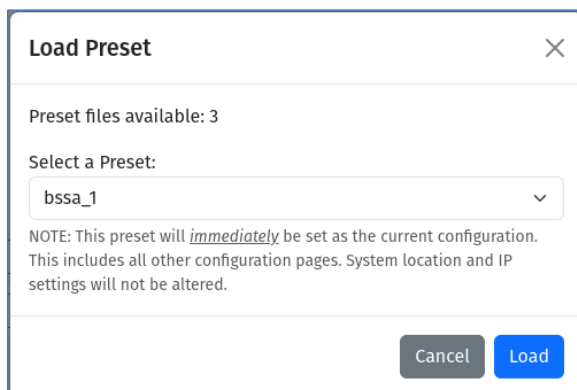 Load Preset
Preset files available: 3
Select a Preset:
bssa_1
NOTE: This preset will immediately be set as the current configuration.
This includes all other configuration pages. System location and IP
settings will not be altered.
Cancel Load